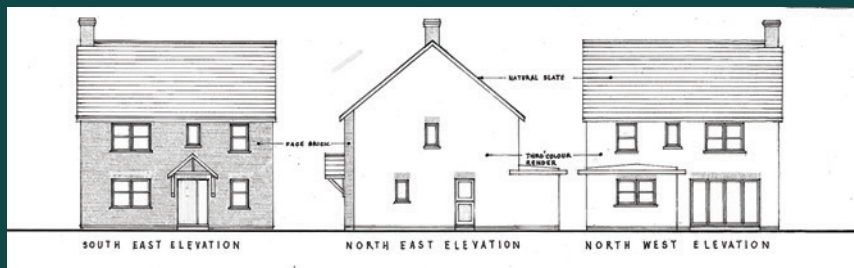 NATURAL SLATE
FACE BRICK
THRO' COLOUR
RENDER
SOUTH EAST ELEVATION
NORTH EAST ELEVATION
NORTH WEST ELEVATION